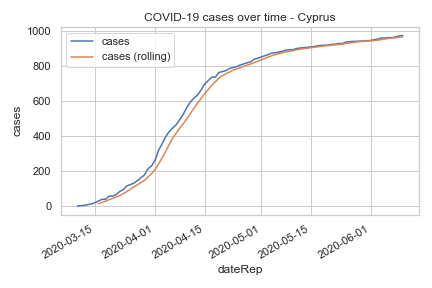 COVID-19 cases over time - Cyprus
cases
cases (rolling)
1000
800
600
400
200
0
cases
2020-03-15
2020-04-01
2020-04-15
2020-05-01
2020-05-15
2020-06-01
dateRep